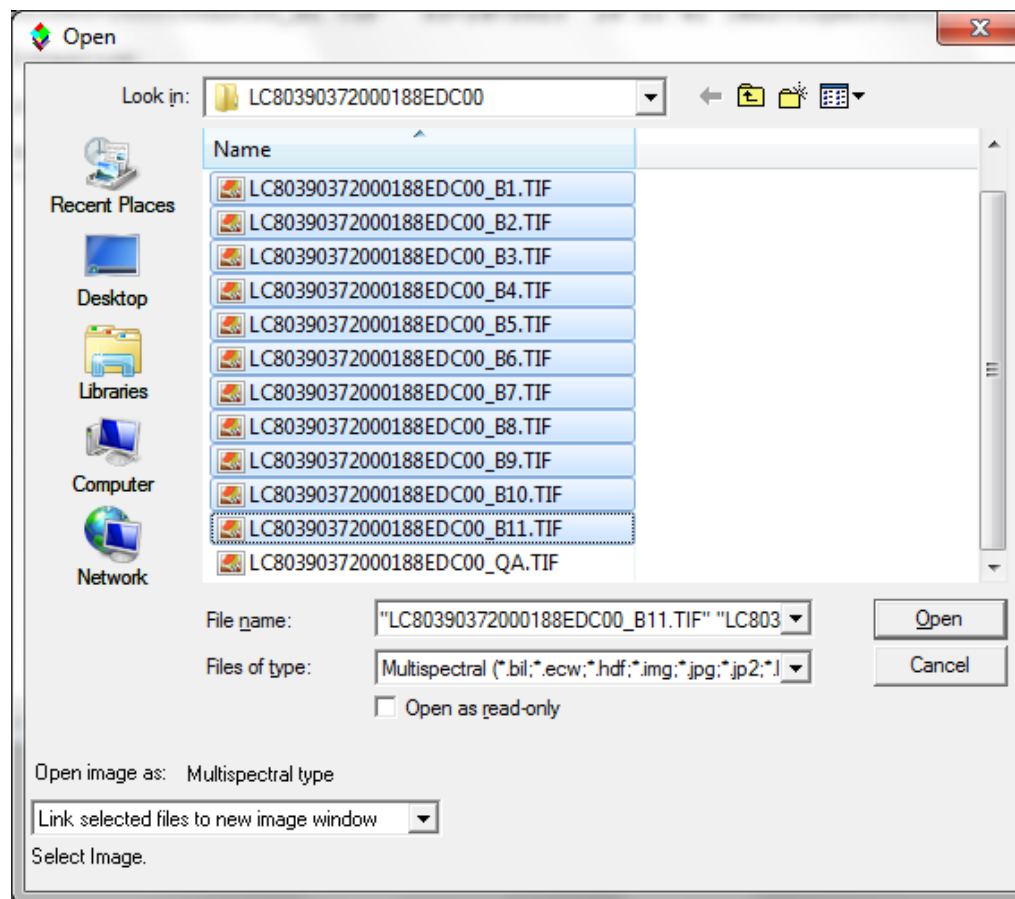 Open
Look in: LC80390372000188EDC00
Name
LC80390372000188EDC00_B1.TIF
LC80390372000188EDC00_B2.TIF
LC80390372000188EDC00_B3.TIF
LC80390372000188EDC00_B4.TIF
LC80390372000188EDC00_B5.TIF
LC80390372000188EDC00_B6.TIF
LC80390372000188EDC00_B7.TIF
LC80390372000188EDC00_B8.TIF
LC80390372000188EDC00_B9.TIF
LC80390372000188EDC00_B10.TIF
LC80390372000188EDC00_B11.TIF
LC80390372000188EDC00_QA.TIF
Recent Places
Desktop
Libraries
Computer
Network
File name: "LC80390372000188EDC00_B11.TIF" "LC803 Open
Files of type: Multispectral (*.bil;*.ecw;*.hdf;*.img;*.jpg;*.jp2;*.l Cancel
Open as read-only
Open image as: Multispectral type
Link selected files to new image window
Select Image.